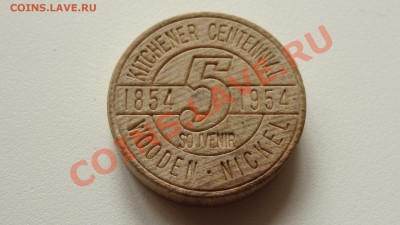 COINS.LAVE.RU
KITCHENER CENTENNIAL
1854 5 1954
SOUVENIR
WOODEN · NICKEL
COINS.LAVE.RU